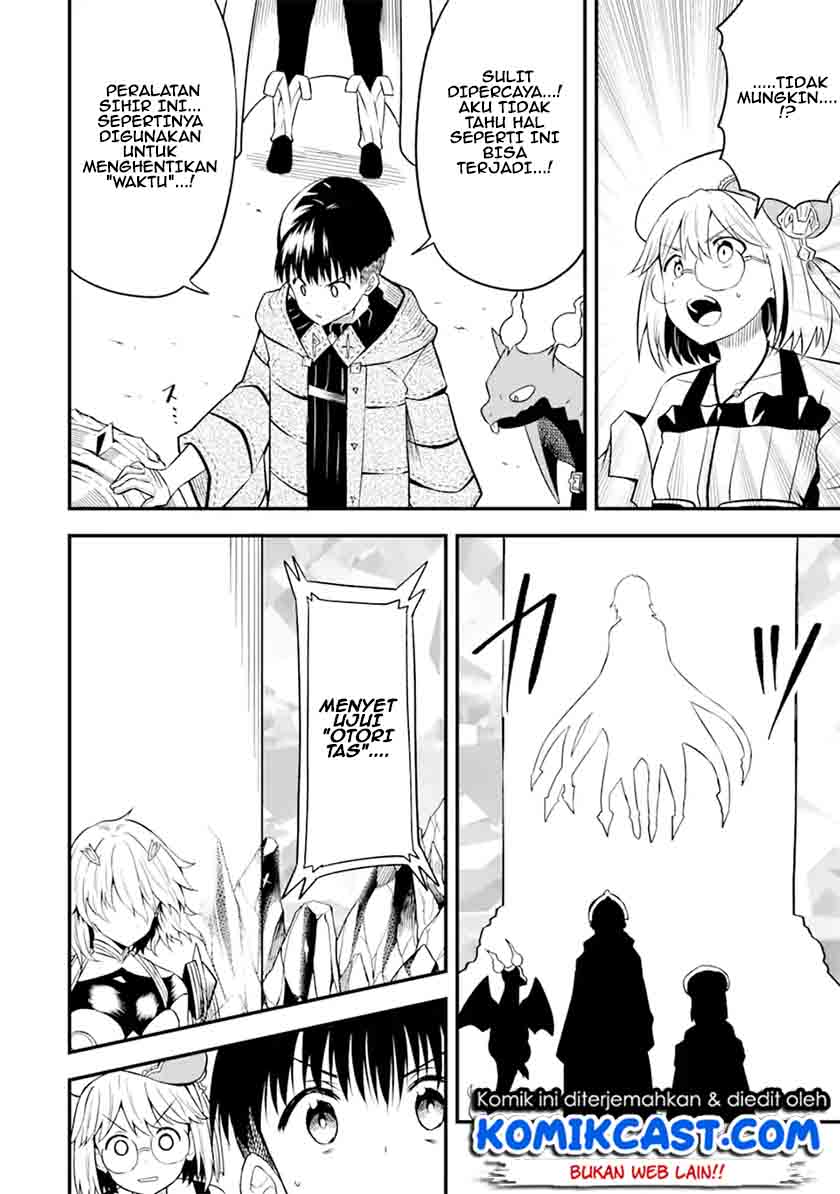 .....TIDAK
MUNGKIN....
!?
SULIT
DIPERCAYA...!
AKU TIDAK
TAHU HAL
SEPERTI INI
BISA
TERJADI...!
PERALATAN
SIHIR INI...
SEPERTINYA
DIGUNAKAN
UNTUK
MENGHENTIKAN
"WAKTU"...!
ス...
MENYET
UJUI
"OTORI
TAS"....
Komik ini diterjemahkan & diedit oleh
KOMIKCAST.COM
BUKAN WEB LAIN!!